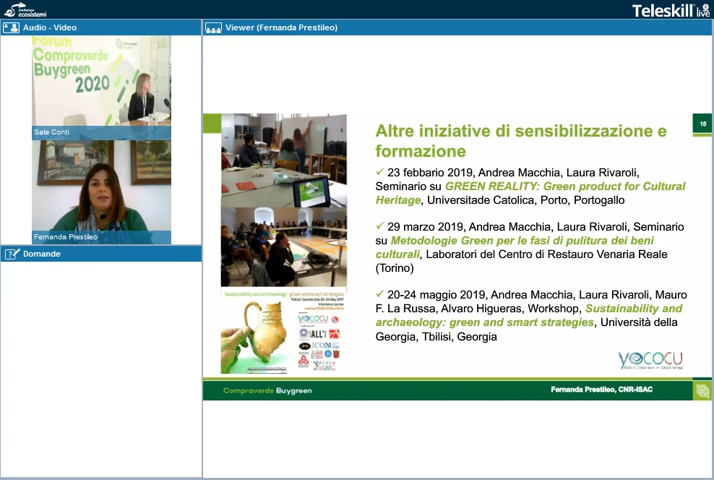 fondazione
ecosistemi
Teleskill live
Audio - Video
Viewer (Fernanda Prestileo)
Forum
Compraverde
Buygreen
2020
Sala Conti
Fernanda Prestileo
Domande
15
Altre iniziative di sensibilizzazione e
formazione
✓ 23 febbario 2019, Andrea Macchia, Laura Rivaroli,
Seminario su GREEN REALITY: Green product for Cultural
Heritage, Universitade Catolica, Porto, Portogallo
✓ 29 marzo 2019, Andrea Macchia, Laura Rivaroli, Seminario
su Metodologie Green per le fasi di pulitura dei beni
culturali, Laboratori del Centro di Restauro Venaria Reale
(Torino)
✓ 20-24 maggio 2019, Andrea Macchia, Laura Rivaroli, Mauro
F. La Russa, Alvaro Higueras, Workshop, Sustainability and
archaeology: green and smart strategies, Università della
Georgia, Tbilisi, Georgia
Sustainability and archaeology: green and smart strategies
YOCOCU
YOCOCU
Compraverde Buygreen
Fernanda Prestileo, CNR-ISAC